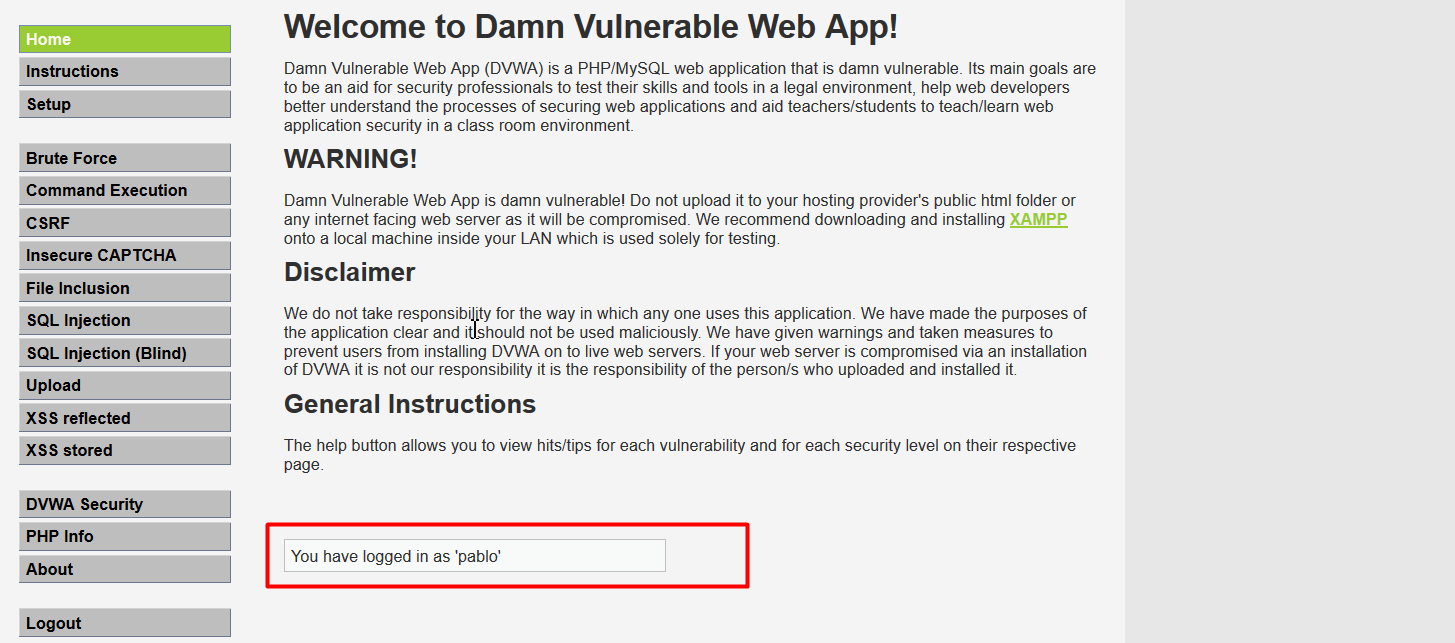 Home
Instructions
Setup
Brute Force
Command Execution
CSRF
Insecure CAPTCHA
File Inclusion
SQL Injection
SQL Injection (Blind)
Upload
XSS reflected
XSS stored
DVWA Security
PHP Info
About
Logout
Welcome to Damn Vulnerable Web App!
Damn Vulnerable Web App (DVWA) is a PHP/MySQL web application that is damn vulnerable. Its main goals are
to be an aid for security professionals to test their skills and tools in a legal environment, help web developers
better understand the processes of securing web applications and aid teachers/students to teach/learn web
application security in a class room environment.
WARNING!
Damn Vulnerable Web App is damn vulnerable! Do not upload it to your hosting provider's public html folder or
any internet facing web server as it will be compromised. We recommend downloading and installing XAMPP
onto a local machine inside your LAN which is used solely for testing.
Disclaimer
We do not take responsibility for the way in which any one uses this application. We have made the purposes of
the application clear and it should not be used maliciously. We have given warnings and taken measures to
prevent users from installing DVWA on to live web servers. If your web server is compromised via an installation
of DVWA it is not our responsibility it is the responsibility of the person/s who uploaded and installed it.
General Instructions
The help button allows you to view hits/tips for each vulnerability and for each security level on their respective
page.
You have logged in as 'pablo'